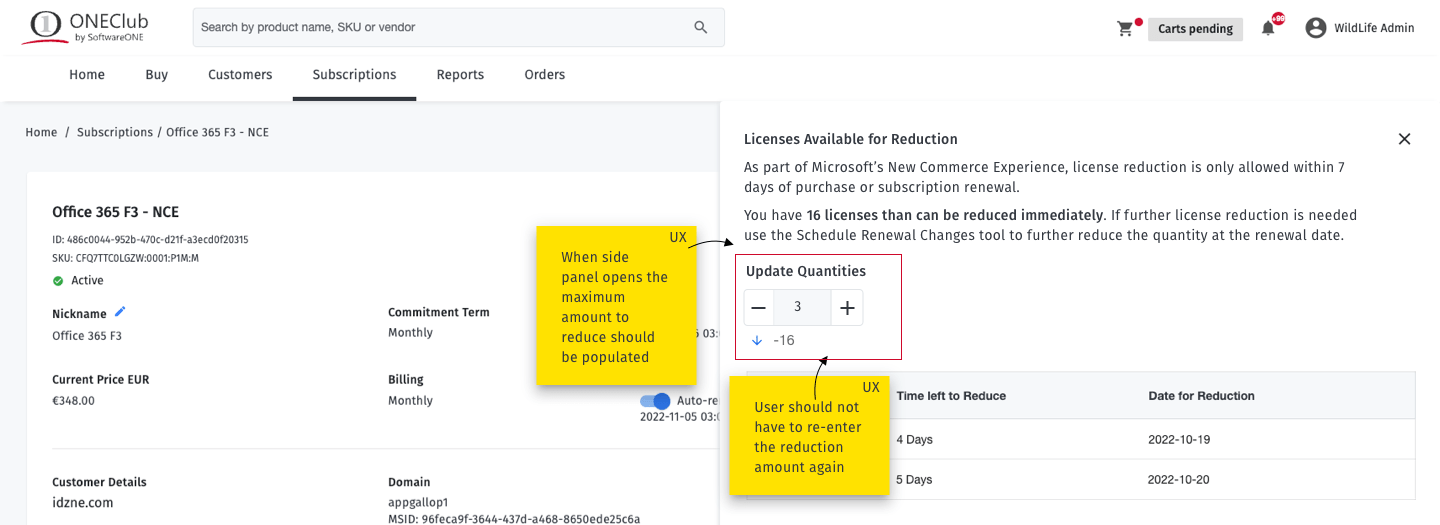 ONEClub
by SoftwareONE
Search by product name, SKU or vendor
Carts pending
+99
WildLife Admin
Home
Buy
Customers
Subscriptions
Reports
Orders
Home / Subscriptions / Office 365 F3 - NCE
Office 365 F3 - NCE
ID: 486c0044-952b-470c-d21f-a3ecd0f20315
SKU: CFQ7TTC0LGZW:0001:P1M:M
Active
Nickname
Office 365 F3
Commitment Term
Monthly
03:
Current Price EUR
€348.00
Billing
Monthly
Auto-re
2022-11-05 03:0
Customer Details
idzne.com
Domain
appgallop1
MSID: 96feca9f-3644-437d-a468-8650ede25c6a
UX
When side
panel opens the
maximum
amount to
reduce should
be populated
Licenses Available for Reduction
As part of Microsoft's New Commerce Experience, license reduction is only allowed within 7
days of purchase or subscription renewal.
You have 16 licenses than can be reduced immediately. If further license reduction is needed
use the Schedule Renewal Changes tool to further reduce the quantity at the renewal date.
Update Quantities
3
-16
UX
User should not
have to re-enter
the reduction
amount again
Time left to Reduce
Date for Reduction
4 Days
2022-10-19
5 Days
2022-10-20